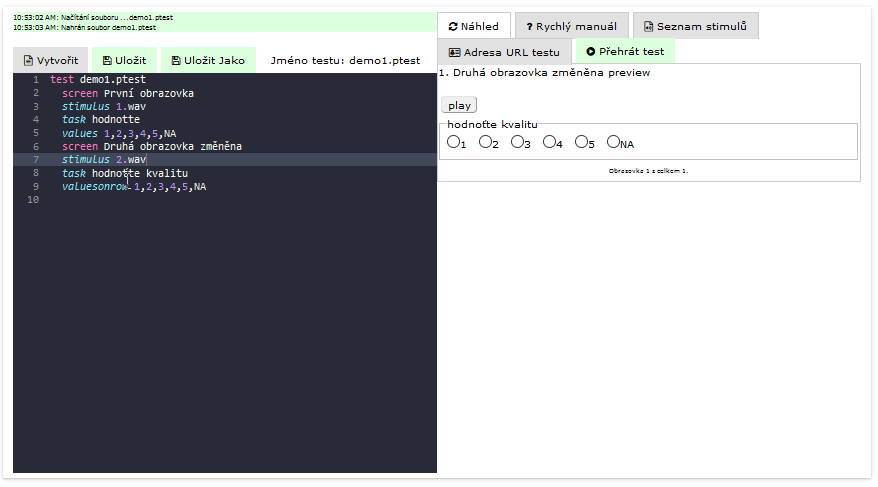 10:53:02 AM: Načítání souboru ...demo1.ptest
10:53:03 AM: Nahrán soubor demo1.ptest
Vytvořit Uložit Uložit Jako Jméno testu: demo1.ptest
1 test demo1.ptest
2 screen První obrazovka
3 stimulus 1.wav
4 task hodnotte
5 values 1,2,3,4,5,NA
6 screen Druhá obrazovka změněna
7 stimulus 2.wav
8 task hodnoťte kvalitu
9 valuesonrow 1,2,3,4,5,NA
10
Náhled ? Rychlý manuál Seznam stimulů
Adresa URL testu Přehrát test
1. Druhá obrazovka změněna preview
play
hodnoťte kvalitu
1 2 3 4 5 NA
Obrazovka 1 z celkem 1.